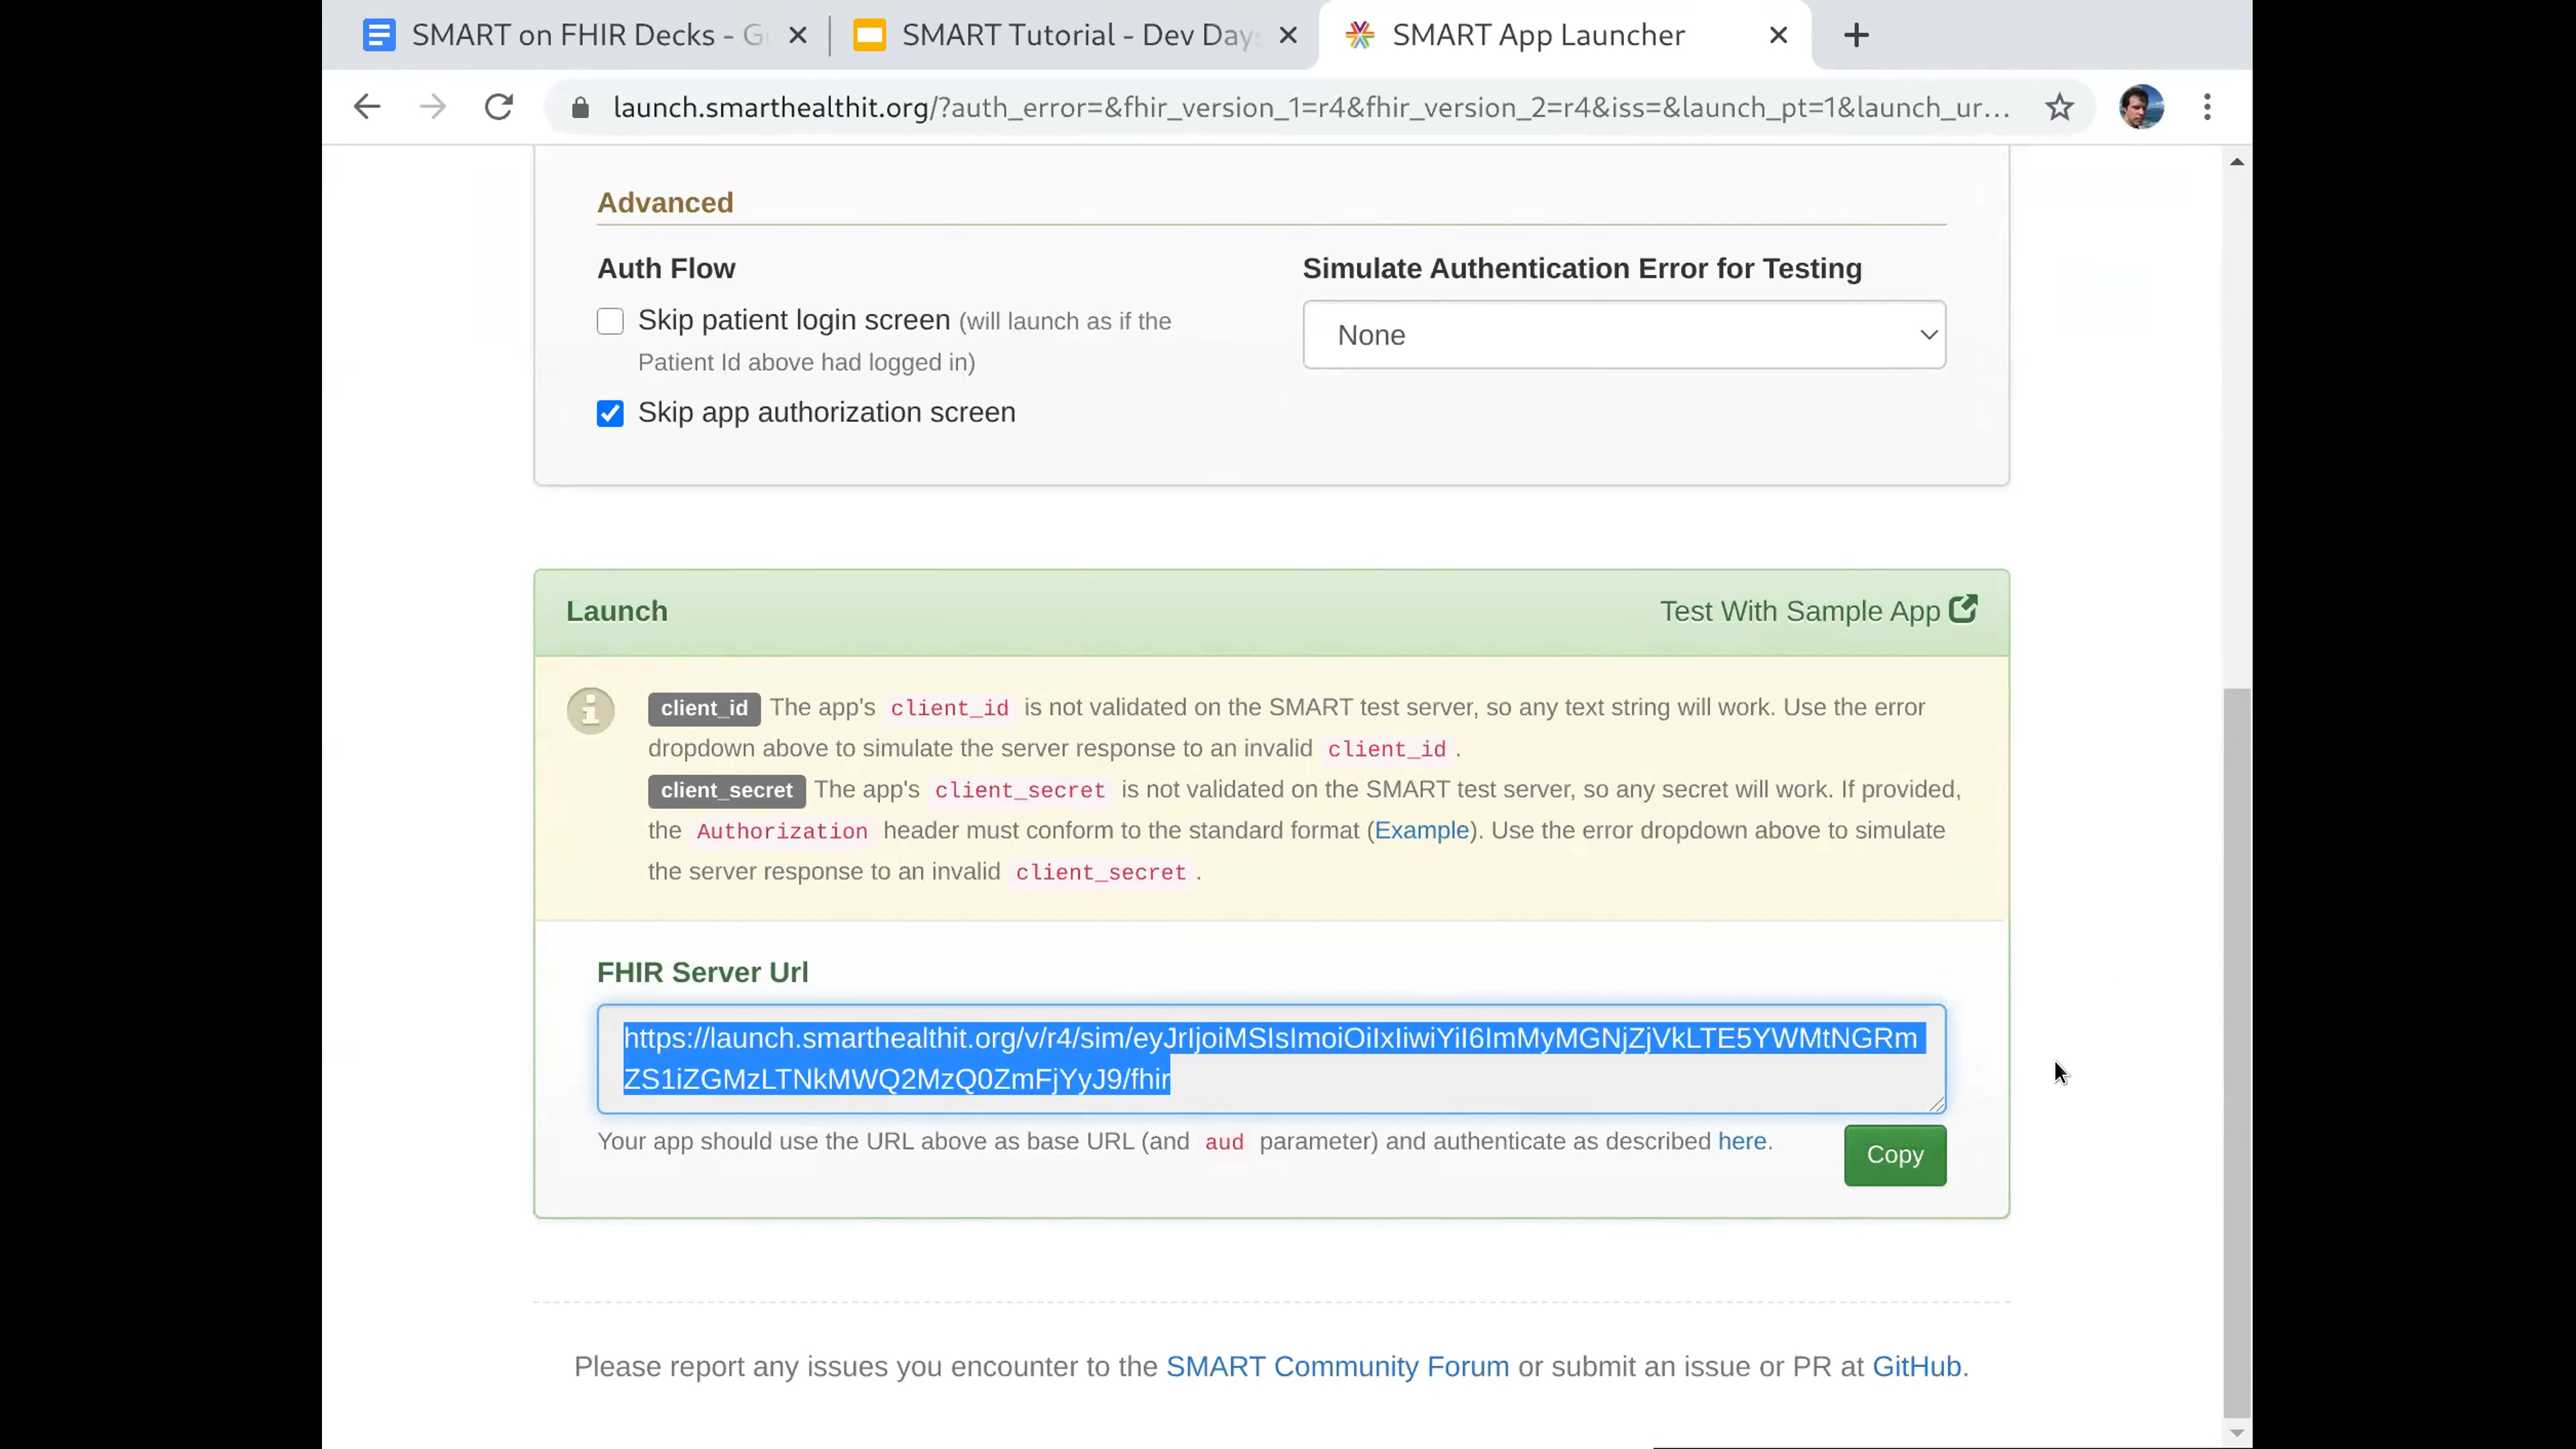 SMART on FHIR Decks - G
SMART Tutorial - Dev Day
SMART App Launcher
launch.smarthealthit.org/?auth_error=&fhir_version_1=r4&fhir_version_2=r4&iss=&launch_pt=1&launch_ur...
Advanced
Auth Flow
Skip patient login screen (will launch as if the
Patient Id above had logged in)
Skip app authorization screen
Simulate Authentication Error for Testing
None
Launch
Test With Sample App
client_id The app's client_id is not validated on the SMART test server, so any text string will work. Use the error
dropdown above to simulate the server response to an invalid client_id .
client_secret The app's client_secret is not validated on the SMART test server, so any secret will work. If provided,
the Authorization header must conform to the standard format (Example). Use the error dropdown above to simulate
the server response to an invalid client_secret .
FHIR Server Url
https://launch.smarthealthit.org/v/r4/sim/eyJrIjoiMSIsImoiOiIxIiwiYiI6ImMyMGNjZjVkLTE5YWMtNGRm
ZS1iZGMzLTNkMWQ2MzQ0ZmFjYyJ9/fhir
Your app should use the URL above as base URL (and aud parameter) and authenticate as described here.
Copy
Please report any issues you encounter to the SMART Community Forum or submit an issue or PR at GitHub.